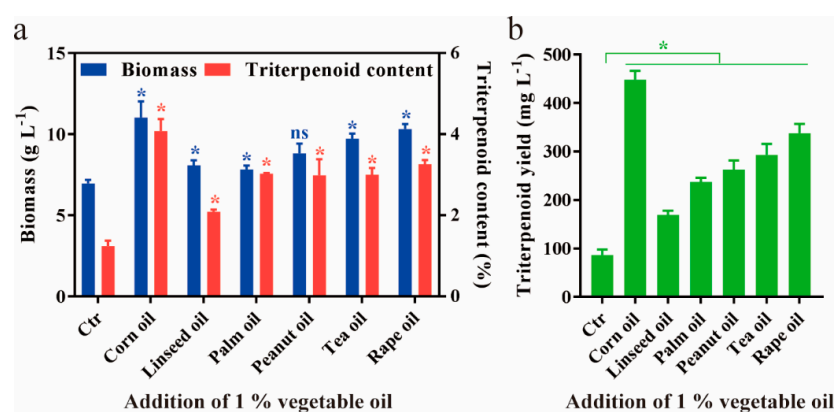 a
b
Biomass
Triterpenoid content
Biomass (g L-1)
15
10
5
0
*
*
*
*
*
*
ns
*
*
*
*
*
Triterpenoid content (%)
6
4
2
0
Ctr
Corn oil
Linseed oil
Palm oil
Peanut oil
Tea oil
Rape oil
Addition of 1 % vegetable oil
Triterpenoid yield (mg L-1)
500
400
300
200
100
0
*
Ctr
Corn oil
Linseed oil
Palm oil
Peanut oil
Tea oil
Rape oil
Addition of 1 % vegetable oil